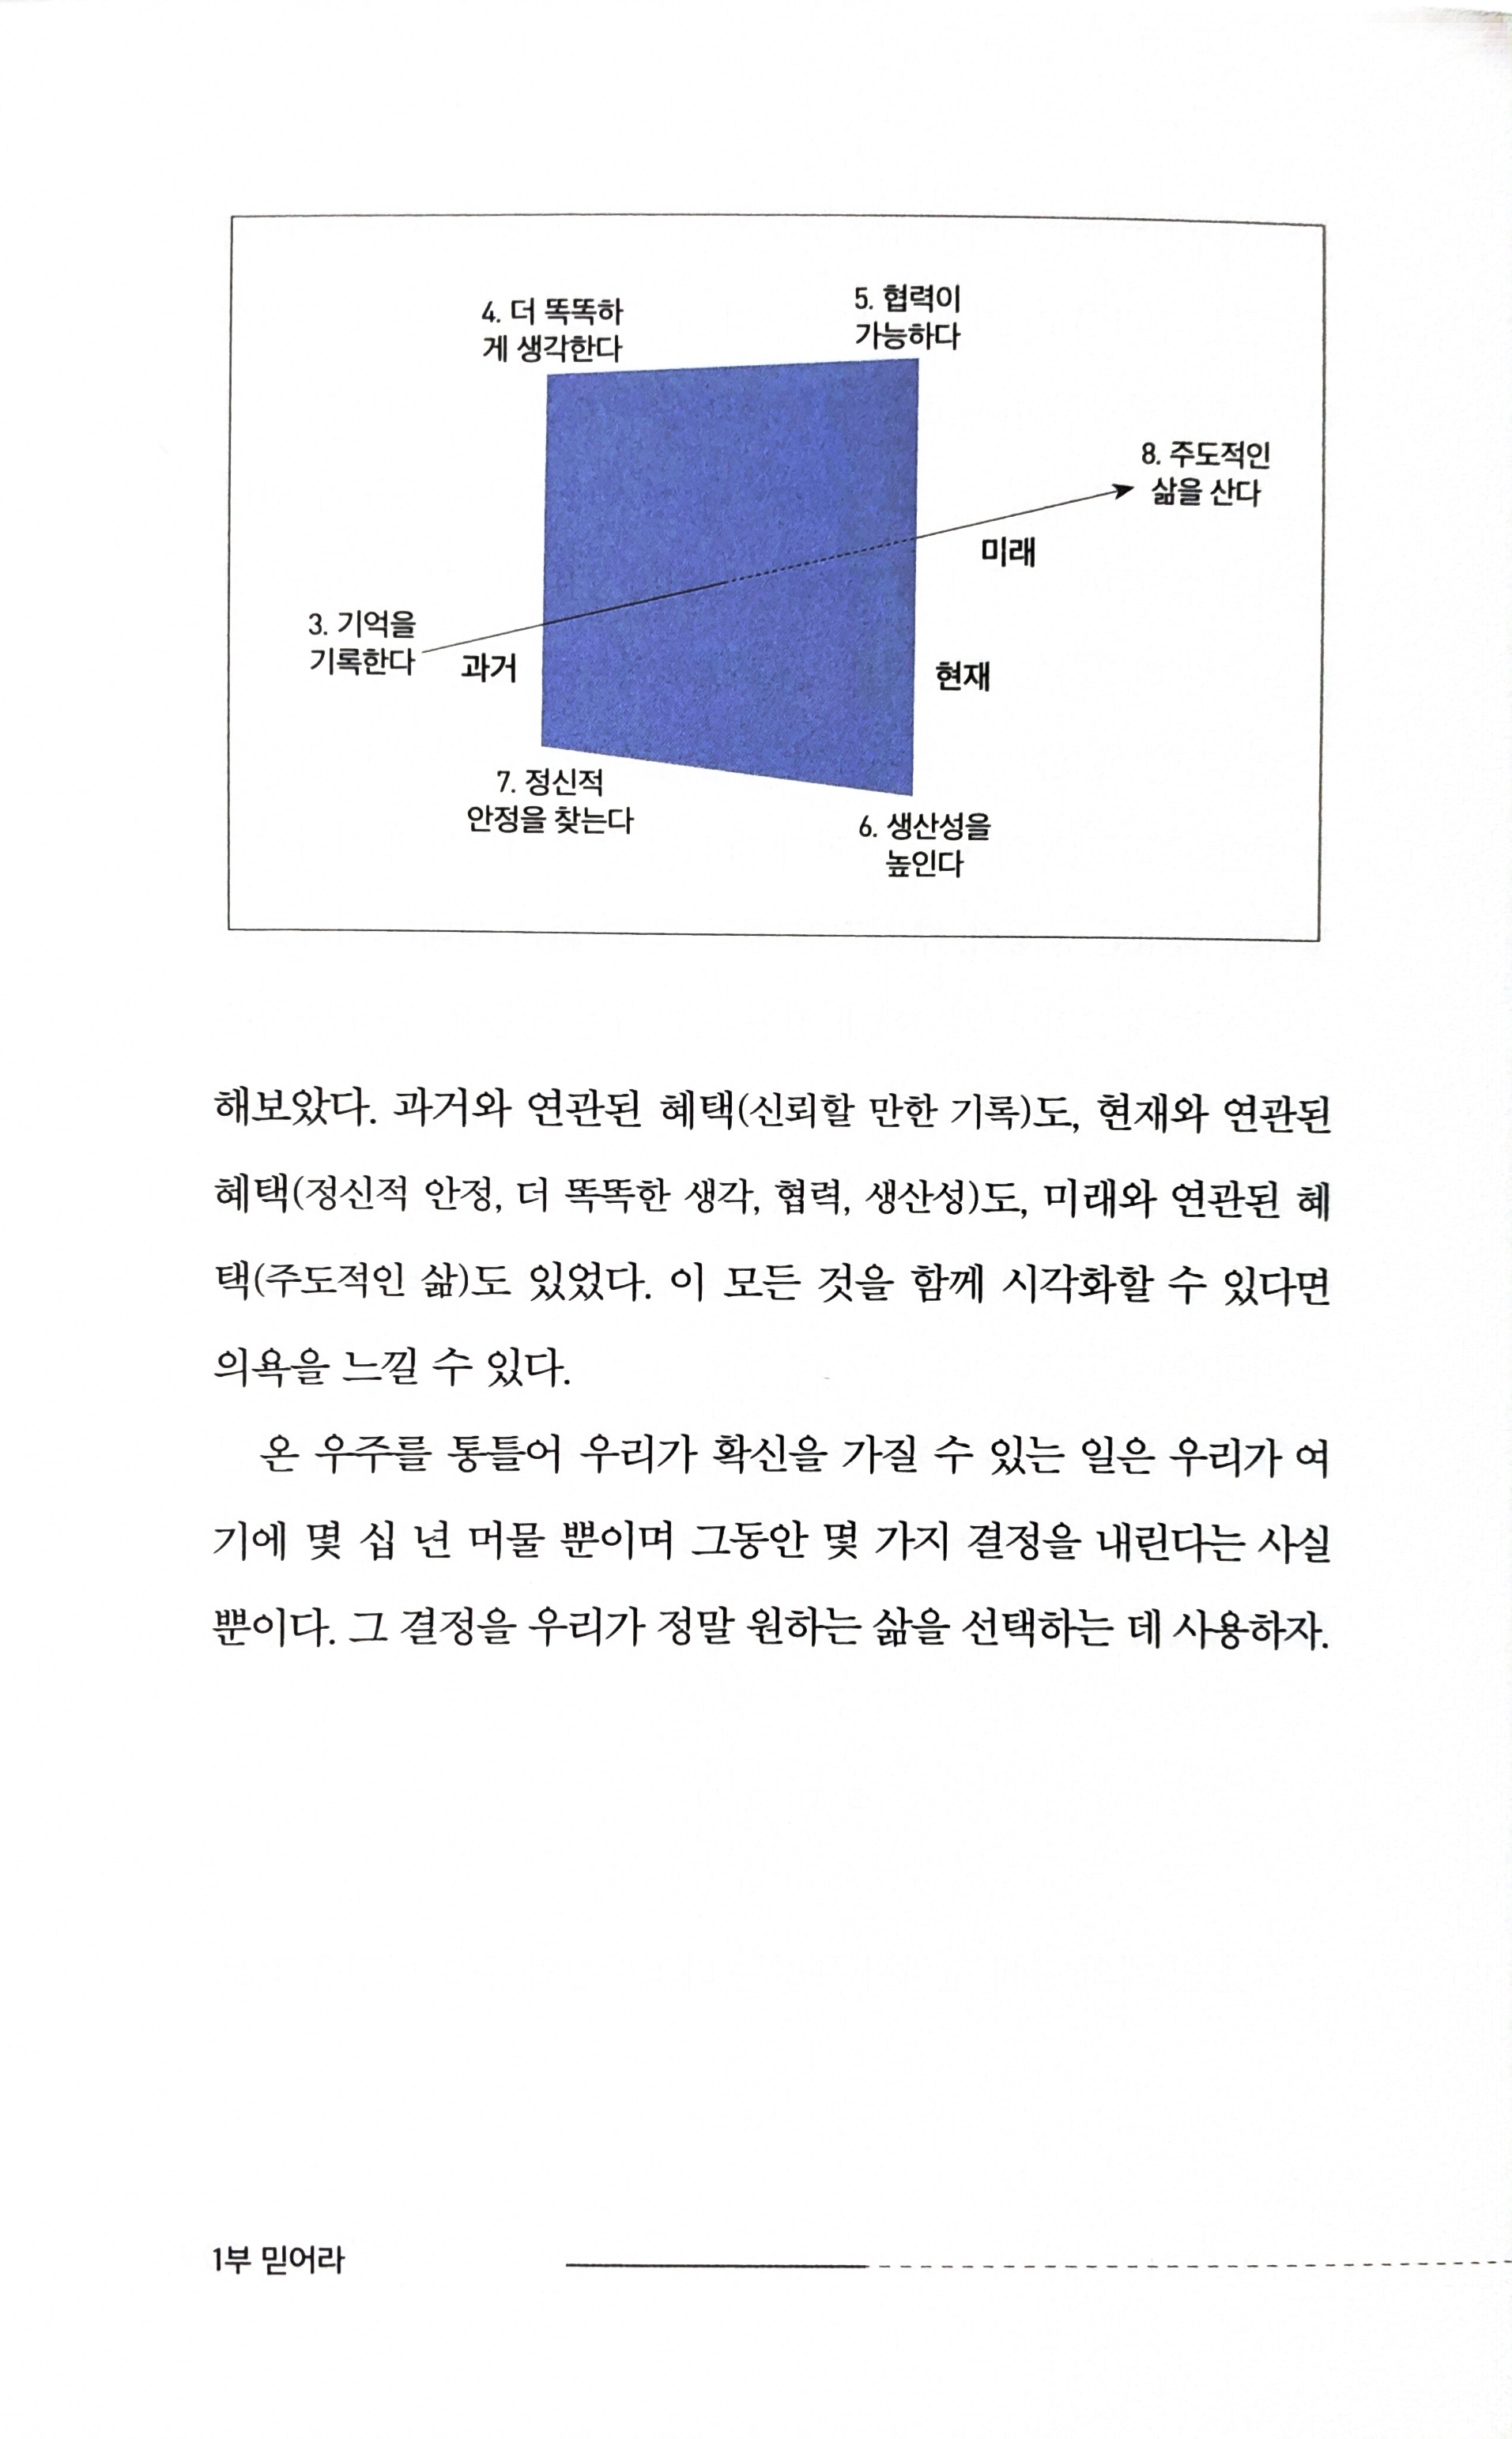 4. 더 똑똑하
게 생각한다
5. 협력이
가능하다
8. 주도적인
삶을 산다
미래
3. 기억을
기록한다
과거
현재
7. 정신적
안정을 찾는다
6. 생산성을
높인다
해보았다. 과거와 연관된 혜택(신뢰할 만한 기록)도, 현재와 연관된
혜택(정신적 안정, 더 똑똑한 생각, 협력, 생산성)도, 미래와 연관된 혜
택(주도적인 삶)도 있었다. 이 모든 것을 함께 시각화할 수 있다면
의욕을 느낄 수 있다.
온 우주를 통틀어 우리가 확신을 가질 수 있는 일은 우리가 여
기에 몇 십 년 머물 뿐이며 그동안 몇 가지 결정을 내린다는 사실
뿐이다. 그 결정을 우리가 정말 원하는 삶을 선택하는 데 사용하자.
1부 믿어라